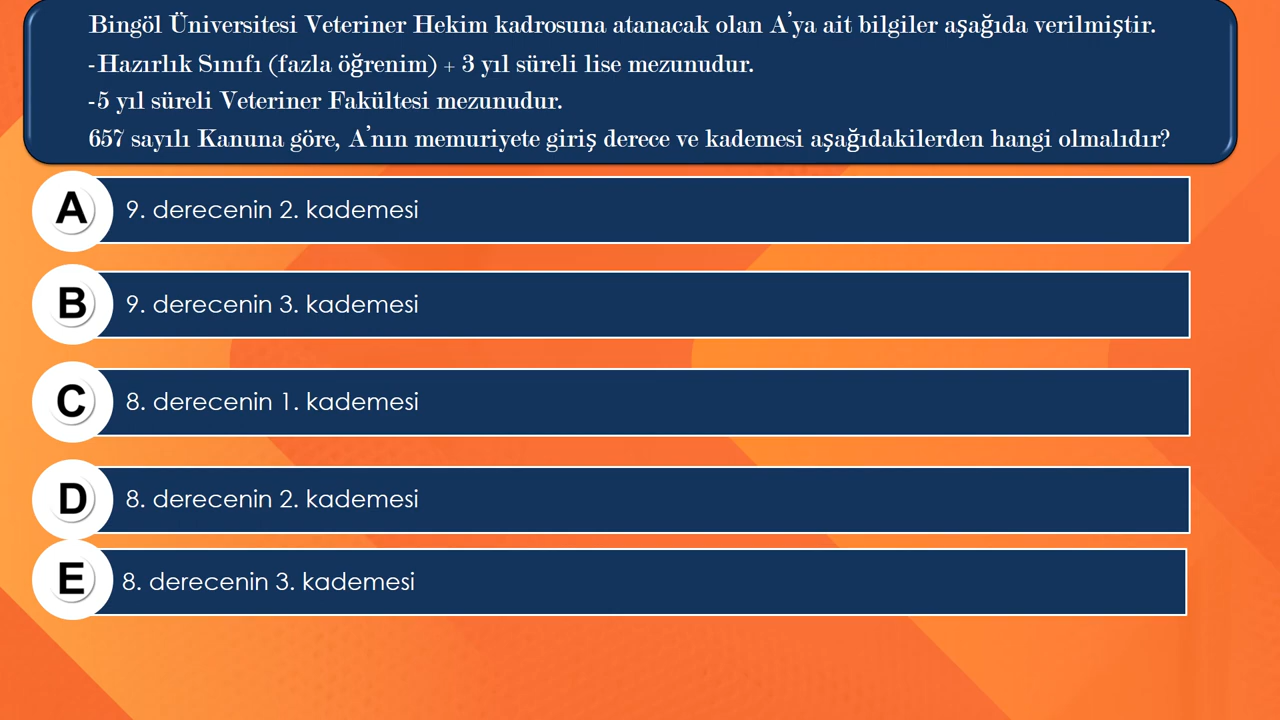 Bingöl Üniversitesi Veteriner Hekim kadrosuna atanacak olan A'ya ait bilgiler aşağıda verilmiştir.
-Hazırlık Sınıfı (fazla öğrenim) + 3 yıl süreli lise mezunudur.
-5 yıl süreli Veteriner Fakültesi mezunudur.
657 sayılı Kanuna göre, A'nın memuriyete giriş derece ve kademesi aşağıdakilerden hangi olmalıdır?
A 9. derecenin 2. kademesi
B 9. derecenin 3. kademesi
C 8. derecenin 1. kademesi
D 8. derecenin 2. kademesi
E 8. derecenin 3. kademesi